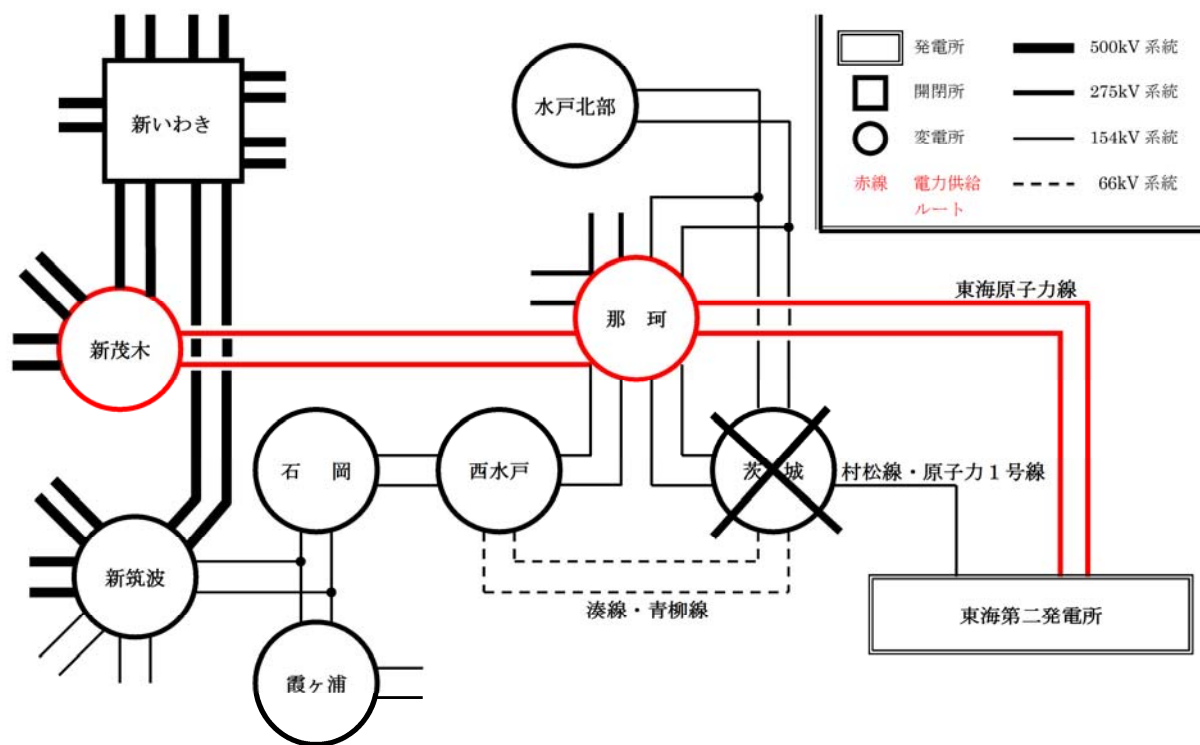 発電所
500kV 系統
開閉所
275kV 系統
変電所
154kV 系統
赤線
電力供給
ルート
66kV 系統
新いわき
水戸北部
東海原子力線
那 珂
新茂木
石 岡
西水戸
茨 城
村松線・原子力１号線
新筑波
湊線・青柳線
東海第二発電所
霞ヶ浦